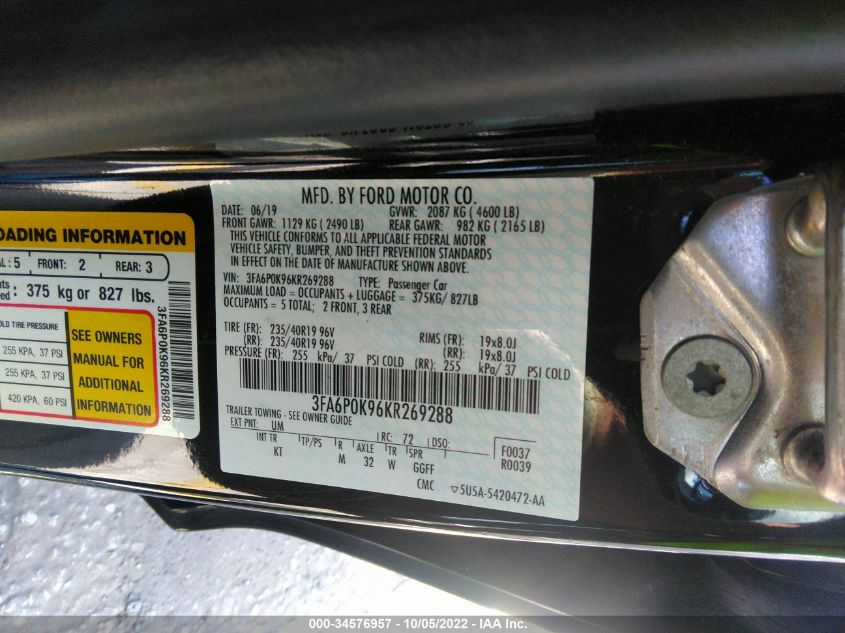 OADING INFORMATION
AL: 5 FRONT: 2 REAR: 3
nts
ed : 375 kg or 827 lbs.
OLD TIRE PRESSURE
255 KPA, 37 PSI
255 KPA, 37 PSI
420 KPA, 60 PSI
SEE OWNERS
MANUAL FOR
ADDITIONAL
INFORMATION
3FA6P0K96KR269288
MFD. BY FORD MOTOR CO.
DATE: 06/19 GVWR: 2087 KG (4600 LB)
FRONT GAWR: 1129 KG (2490 LB) REAR GAWR: 982 KG (2165 LB)
THIS VEHICLE CONFORMS TO ALL APPLICABLE FEDERAL MOTOR
VEHICLE SAFETY, BUMPER, AND THEFT PREVENTION STANDARDS
IN EFFECT ON THE DATE OF MANUFACTURE SHOWN ABOVE.
VIN: 3FA6P0K96KR269288 TYPE: Passenger Car
MAXIMUM LOAD = OCCUPANTS + LUGGAGE = 375KG/ 827LB
OCCUPANTS = 5 TOTAL; 2 FRONT, 3 REAR
TIRE (FR): 235/40R19 96V RIMS (FR): 19x8.0J
(RR): 235/40R19 96V (RR): 19x8.0J
PRESSURE (FR): 255 kPa/ 37 PSI COLD (RR): 255 kPa/ 37 PSI COLD
3FA6P0K96KR269288
TRAILER TOWING - SEE OWNER GUIDE
EXT PNT: UM RC: 72 DSO:
INT TR TP/PS R AXLE TR SPR
KT M 32 W GGFF
F0037
R0039
CMC ▽5U5A-5420472-AA
000-34576957 - 10/05/2022 - IAA Inc.